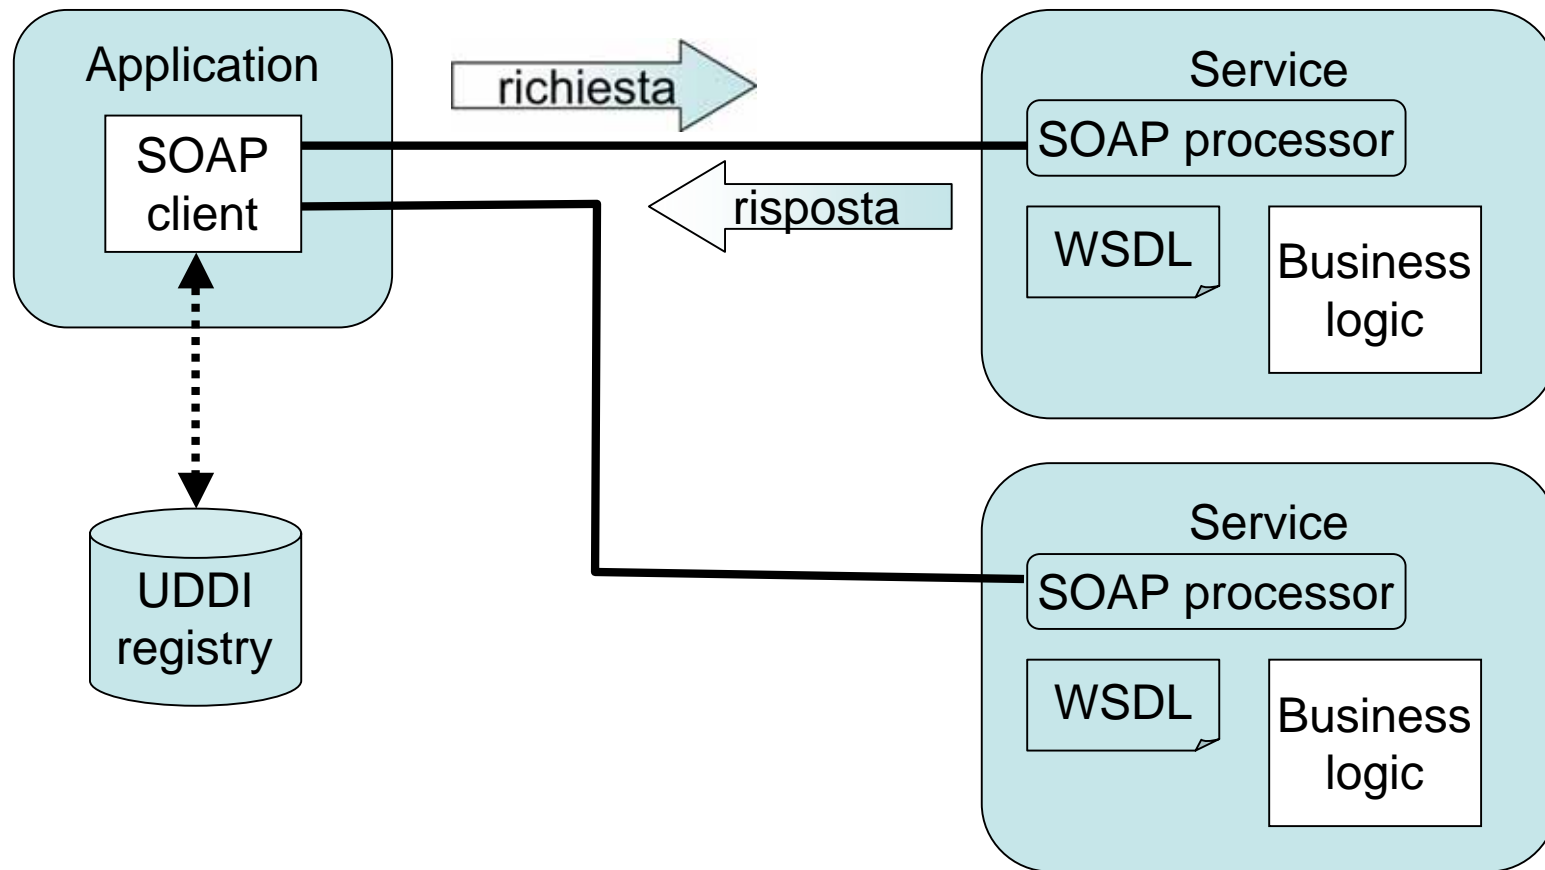 Application
SOAP
client
richiesta
risposta
UDDI
registry
Service
SOAP processor
WSDL
Business
logic
Service
SOAP processor
WSDL
Business
logic